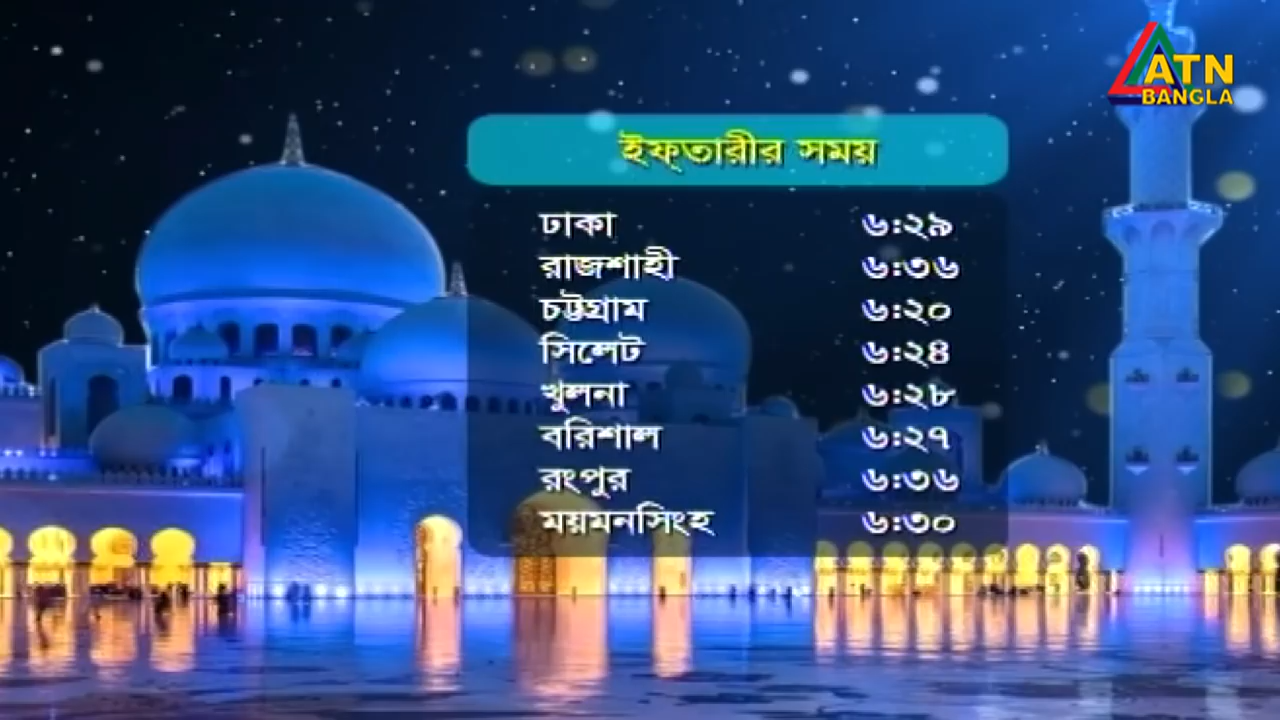 ATN
BANGLA
ইফ্তারীর সময়
ঢাকা ৬:২৯
রাজশাহী ৬:৩৬
চট্টগ্রাম ৬:২০
সিলেট ৬:২৪
খুলনা ৬:২৮
বরিশাল ৬:২৭
রংপুর ৬:৩৬
ময়মনসিংহ ৬:৩০